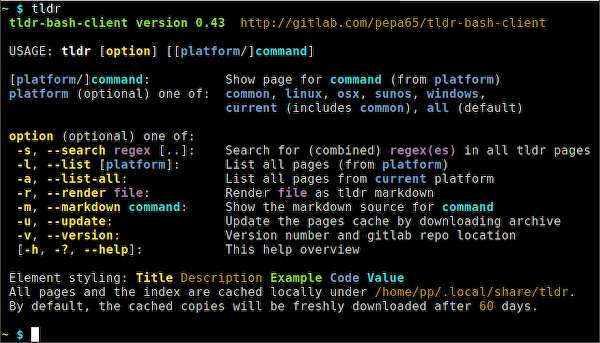 ~ $ tldr
tldr-bash-client version 0.43  http://gitlab.com/pepa65/tldr-bash-client
USAGE: tldr [option] [[platform/]command]
[platform/]command:          Show page for command (from platform)
platform (optional) one of:  common, linux, osx, sunos, windows,
current (includes common), all (default)
option (optional) one of:
-s, --search regex [..]:    Search for (combined) regex(es) in all tldr pages
-l, --list [platform]:      List all pages (from platform)
-a, --list-all:             List all pages from current platform
-r, --render file:          Render file as tldr markdown
-m, --markdown command:     Show the markdown source for command
-u, --update:               Update the pages cache by downloading archive
-v, --version:              Version number and gitlab repo location
[-h, -?, --help]:           This help overview
Element styling: Title Description Example Code Value
All pages and the index are cached locally under /home/pp/.local/share/tldr.
By default, the cached copies will be freshly downloaded after 60 days.
~ $